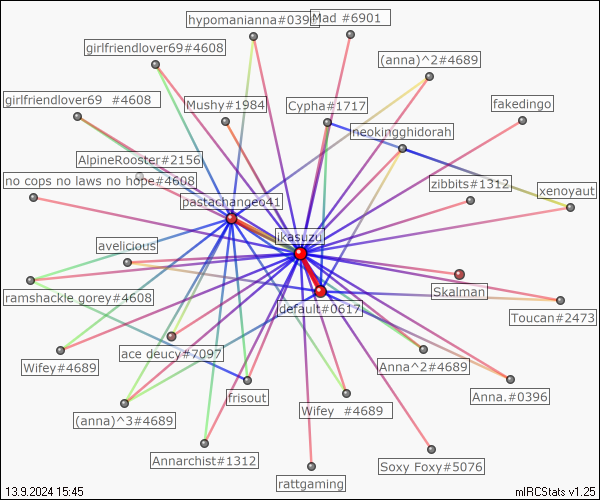 hypomanianna#0396
Mad #6901
girlfriendlover69#4608
(anna)^2#4689
girlfriendlover69  #4608
Mushy#1984
Cypha#1717
fakedingo
neokingghidorah
AlpineRooster#2156
no cops no laws no hope#4608
zibbits#1312
xenoyaut
pastachangeo41
ikasuzu
avelicious
Skalman
ramshackle gorey#4608
default#0617
Toucan#2473
Wifey#4689
ace deucy#7097
Anna^2#4689
frisout
Anna.#0396
Wifey  #4689
(anna)^3#4689
Annarchist#1312
Soxy Foxy#5076
rattgaming
13.9.2024 15:45
mIRCStats v1.25